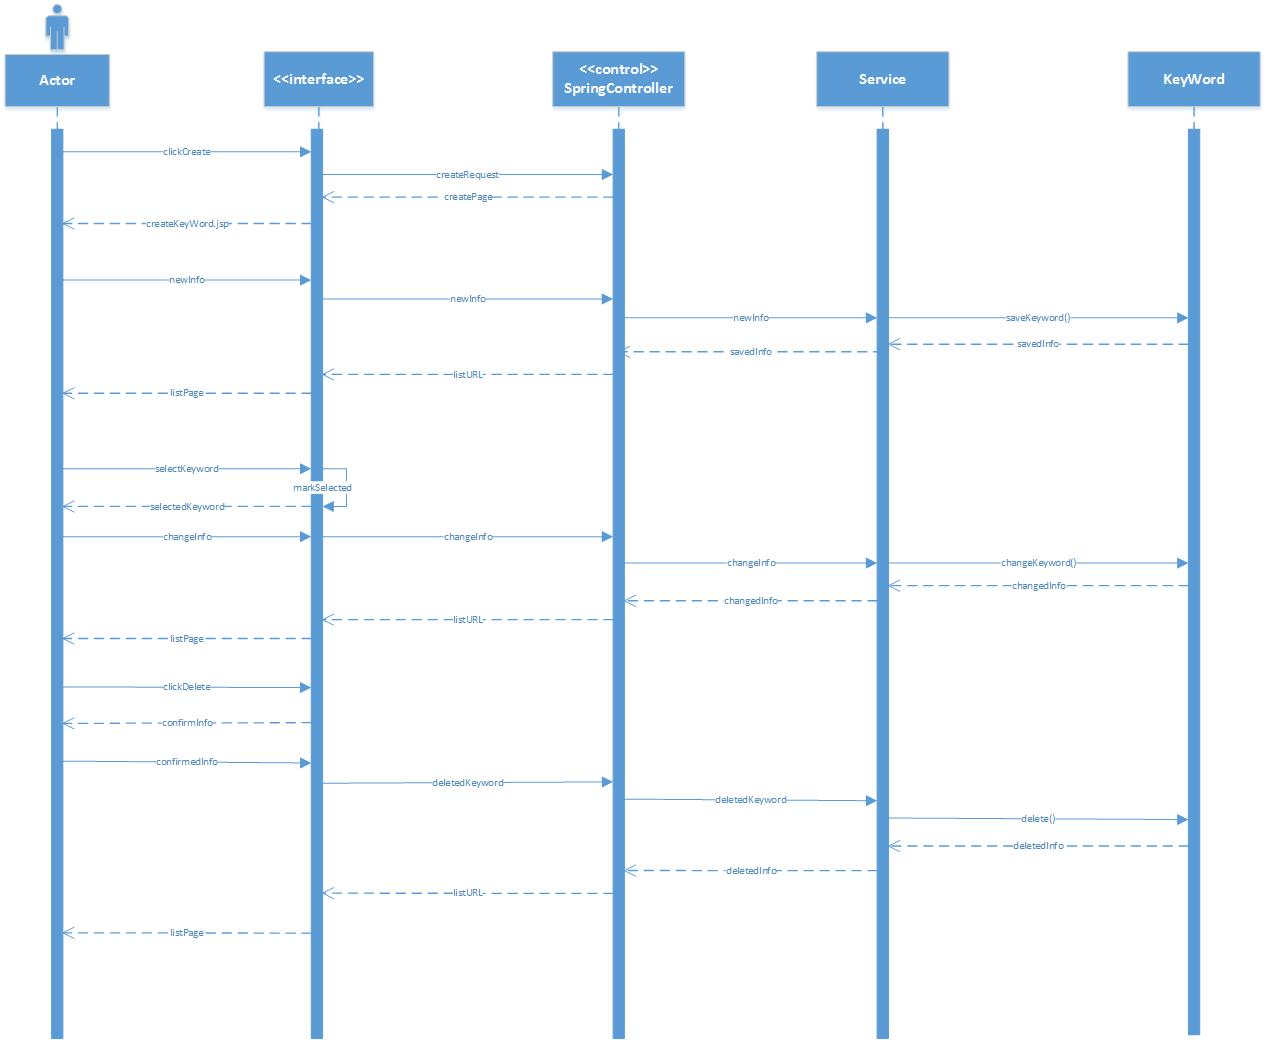 Actor
<<interface>>
<<control>>
SpringController
Service
KeyWord
clickCreate
createRequest
createPage
createKeyWord.jsp
newInfo
newInfo
newInfo
saveKeyword()
savedInfo
savedInfo
listURL
listPage
selectKeyword
markSelected
selectedKeyword
changeInfo
changeInfo
changeInfo
changeKeyword()
changedInfo
changedInfo
listURL
listPage
clickDelete
confirmInfo
confirmedInfo
deletedKeyword
deletedKeyword
delete()
deletedInfo
deletedInfo
listURL
listPage